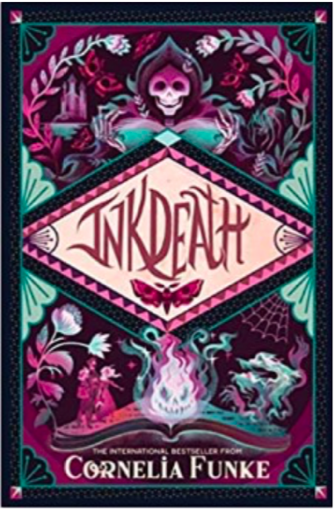 INKDEATH
THE INTERNATIONAL BESTSELLER FROM
CORNELIA FUNKE